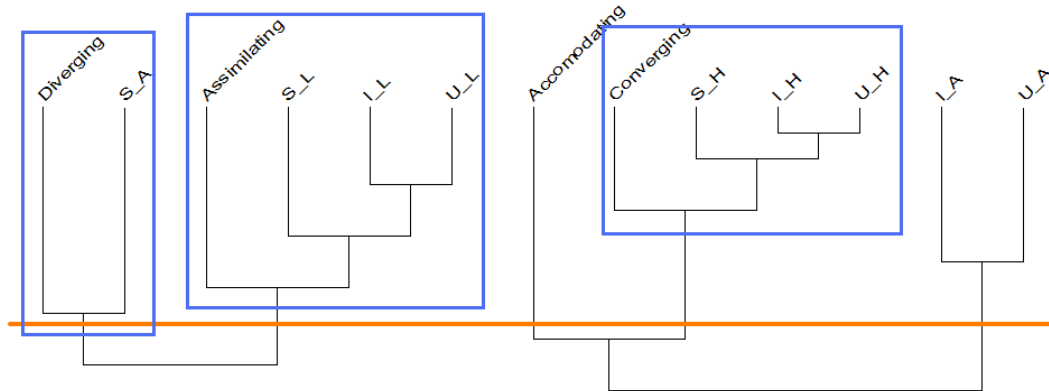 Diverging
S_A
Assimilating
S_L
I_L
U_L
Accomodating
Converging
S_H
I_H
U_H
I_A
U_A